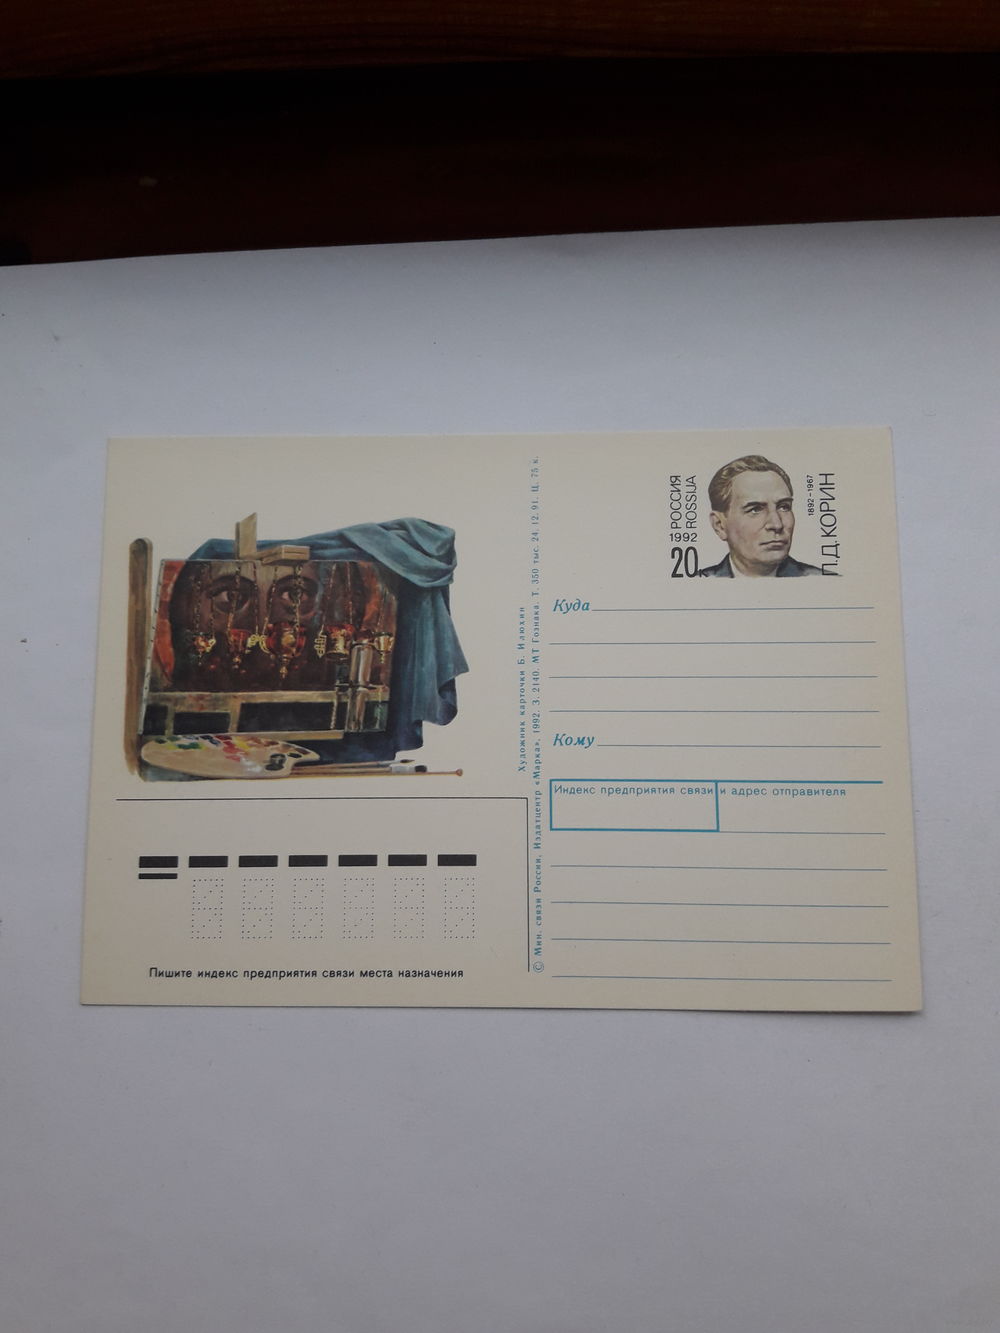 РОССИЯ
ROSSIJA
1992
20к
П.Д. КОРИН
1892–1967
Куда
Кому
Индекс предприятия связи и адрес отправителя
Художник карточки Б. Илюхин
© Мин. связи России, Издатцентр «Марка», 1992. З. 2140. МТ Гознака. Т. 350 тыс. 24. 12. 91. Ц. 75 к.
Пишите индекс предприятия связи места назначения